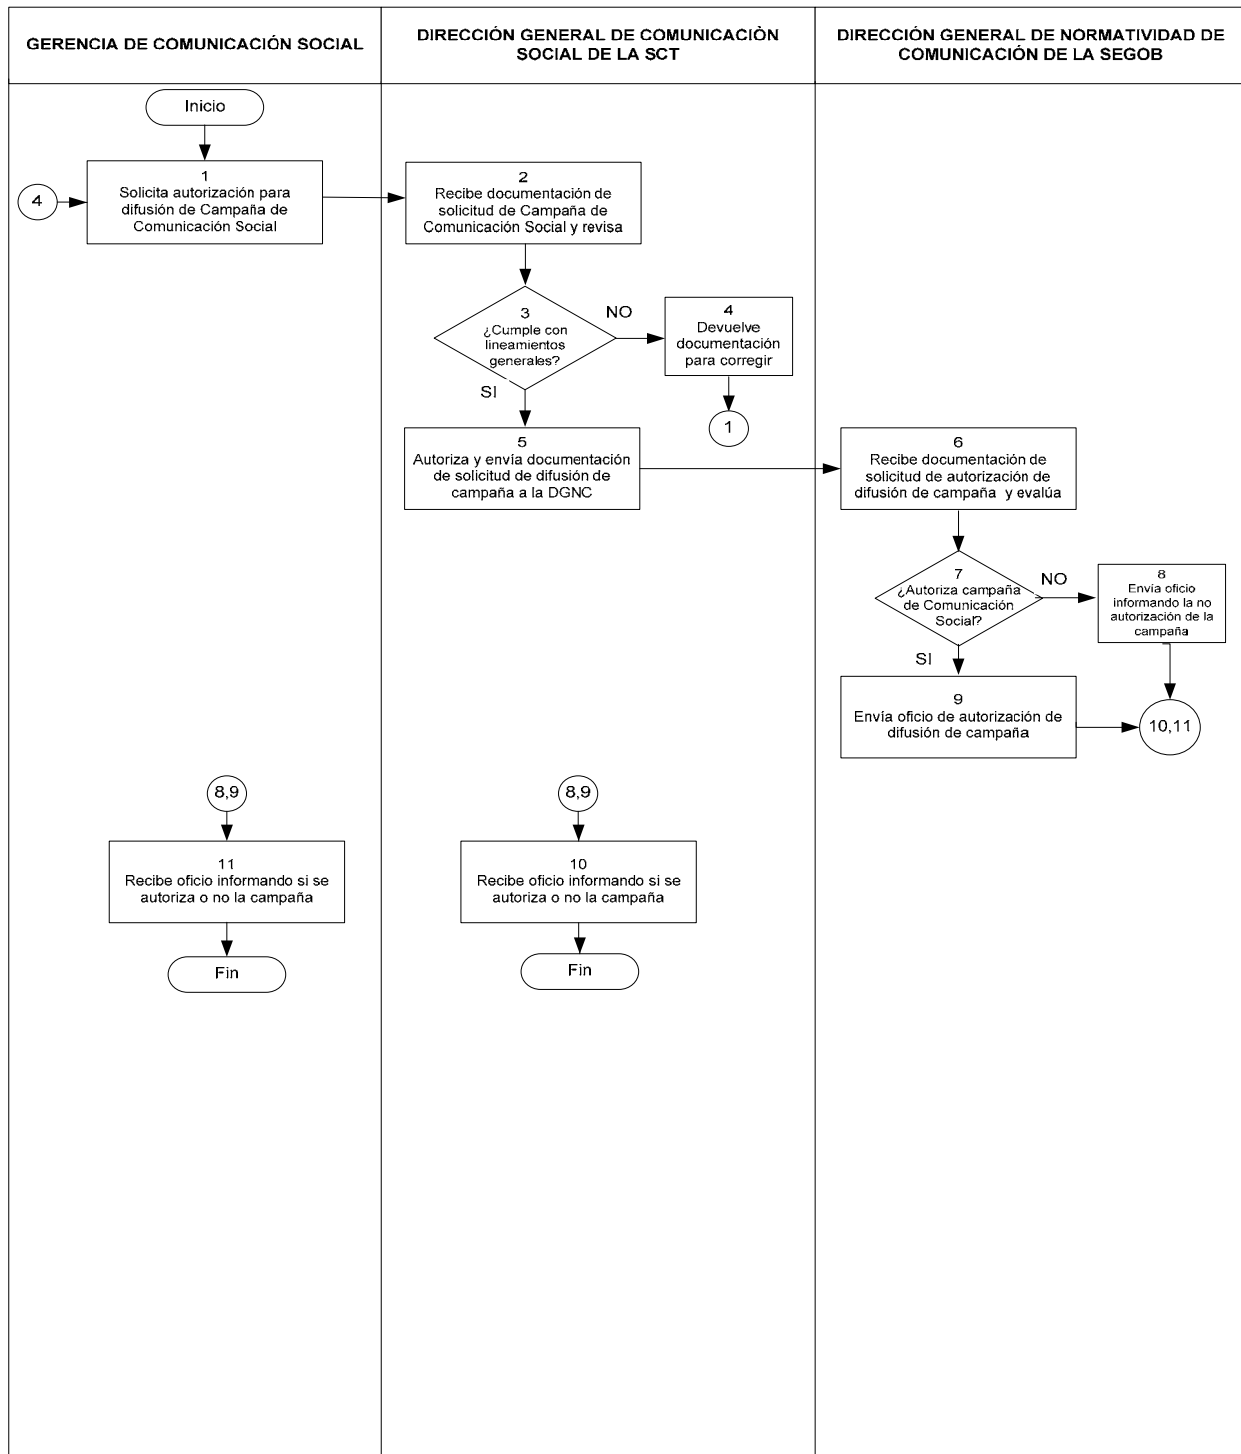 GERENCIA DE COMUNICACIÓN SOCIAL
DIRECCIÓN GENERAL DE COMUNICACIÒN
SOCIAL DE LA SCT
DIRECCIÓN GENERAL DE NORMATIVIDAD DE
COMUNICACIÓN DE LA SEGOB
Inicio
4
1
Solicita autorización para
difusión de Campaña de
Comunicación Social
2
Recibe documentación de
solicitud de Campaña de
Comunicación Social y revisa
3
¿Cumple con
lineamientos
generales?
NO
SI
4
Devuelve
documentación
para corregir
1
5
Autoriza y envía documentación
de solicitud de difusión de
campaña a la DGNC
6
Recibe documentación de
solicitud de autorización de
difusión de campaña y evalúa
7
¿Autoriza campaña
de Comunicación
Social?
NO
SI
8
Envía oficio
informando la no
autorización de la
campaña
9
Envía oficio de autorización de
difusión de campaña
10,11
8,9
11
Recibe oficio informando si se
autoriza o no la campaña
Fin
8,9
10
Recibe oficio informando si se
autoriza o no la campaña
Fin